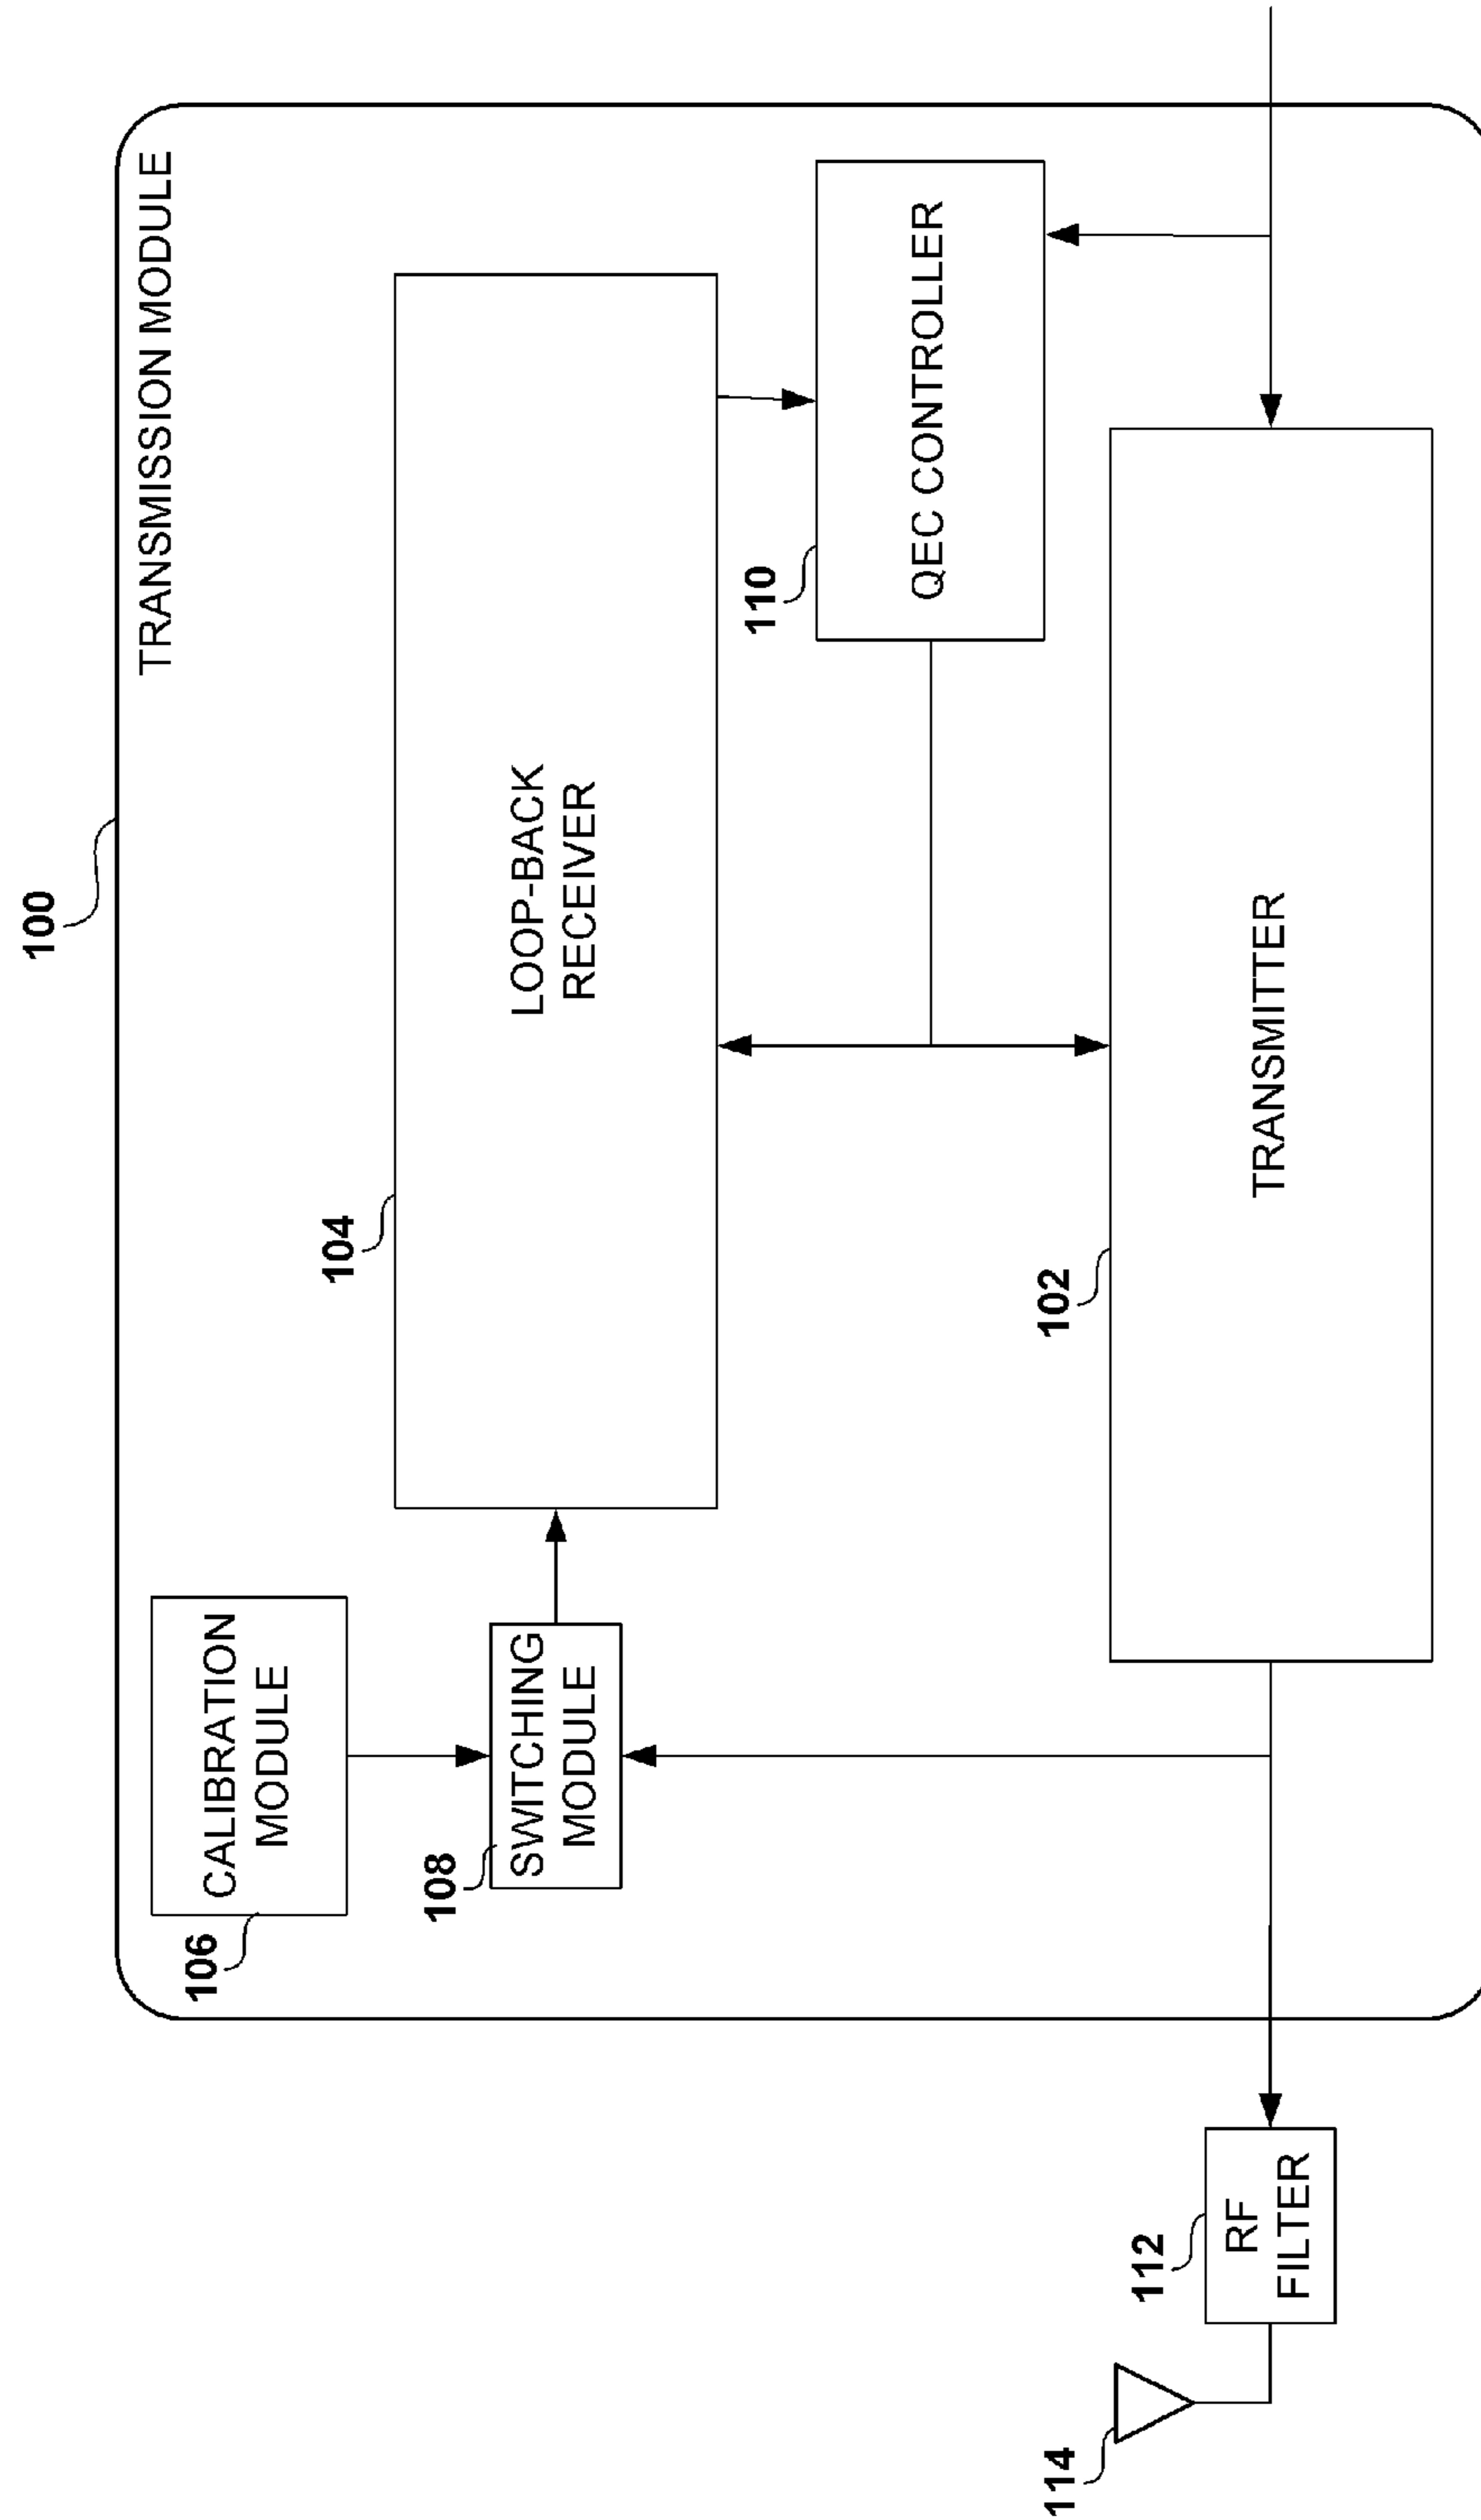 100
TRANSMISSION MODULE
106
CALIBRATION
MODULE
104
LOOP-BACK
RECEIVER
108
SWITCHING
MODULE
110
QEC CONTROLLER
102
TRANSMITTER
112
RF
FILTER
114